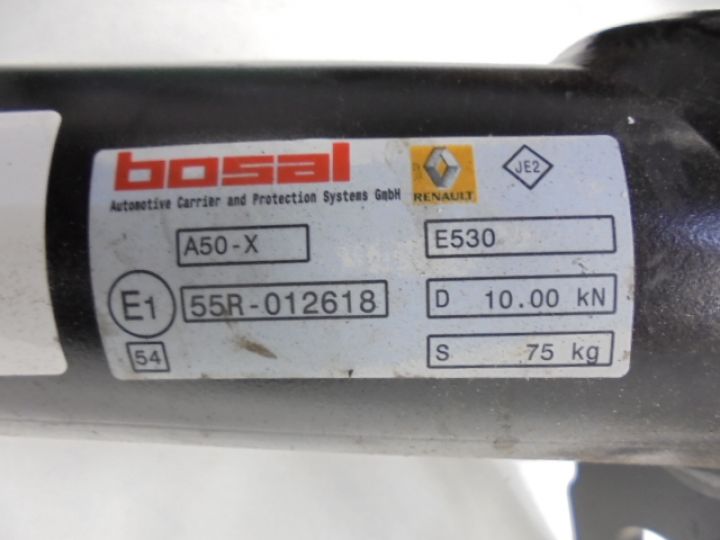 bosal
Automotive Carrier and Protection Systems GmbH
RENAULT
JE2
A50-X
E530
E1
55R-012618
D 10.00 kN
54
S 75 kg